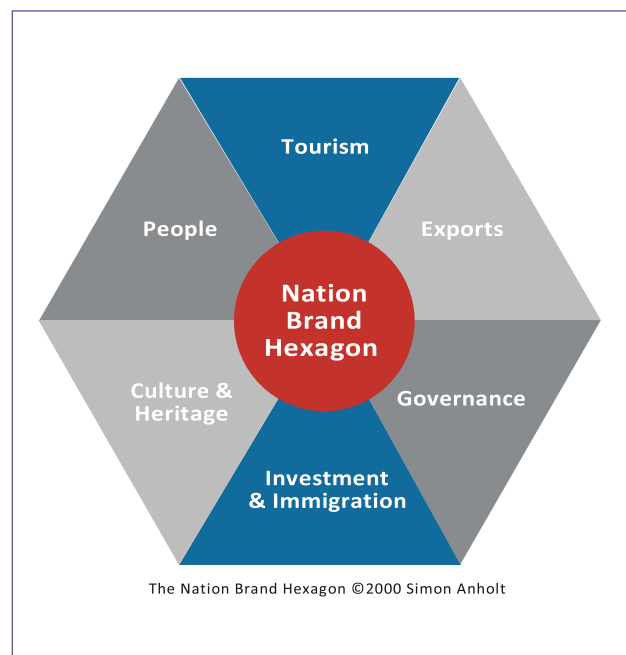 Tourism
People
Exports
Nation
Brand
Hexagon
Culture &
Heritage
Governance
Investment
& Immigration
The Nation Brand Hexagon ©2000 Simon Anholt